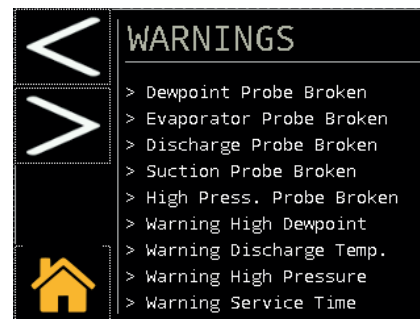 WARNINGS
> Dewpoint Probe Broken
> Evaporator Probe Broken
> Discharge Probe Broken
> Suction Probe Broken
> High Press. Probe Broken
> Warning High Dewpoint
> Warning Discharge Temp.
> Warning High Pressure
> Warning Service Time